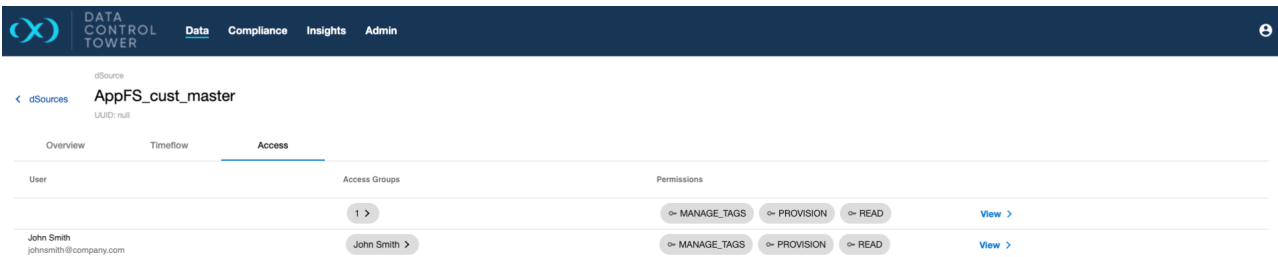 DATA
CONTROL
TOWER
Data Compliance Insights Admin
dSource
dSources AppFS_cust_master
UUID: null
Overview Timeflow Access
User Access Groups Permissions
1 MANAGE_TAGS PROVISION READ View
John Smith
johnsmith@company.com John Smith MANAGE_TAGS PROVISION READ View